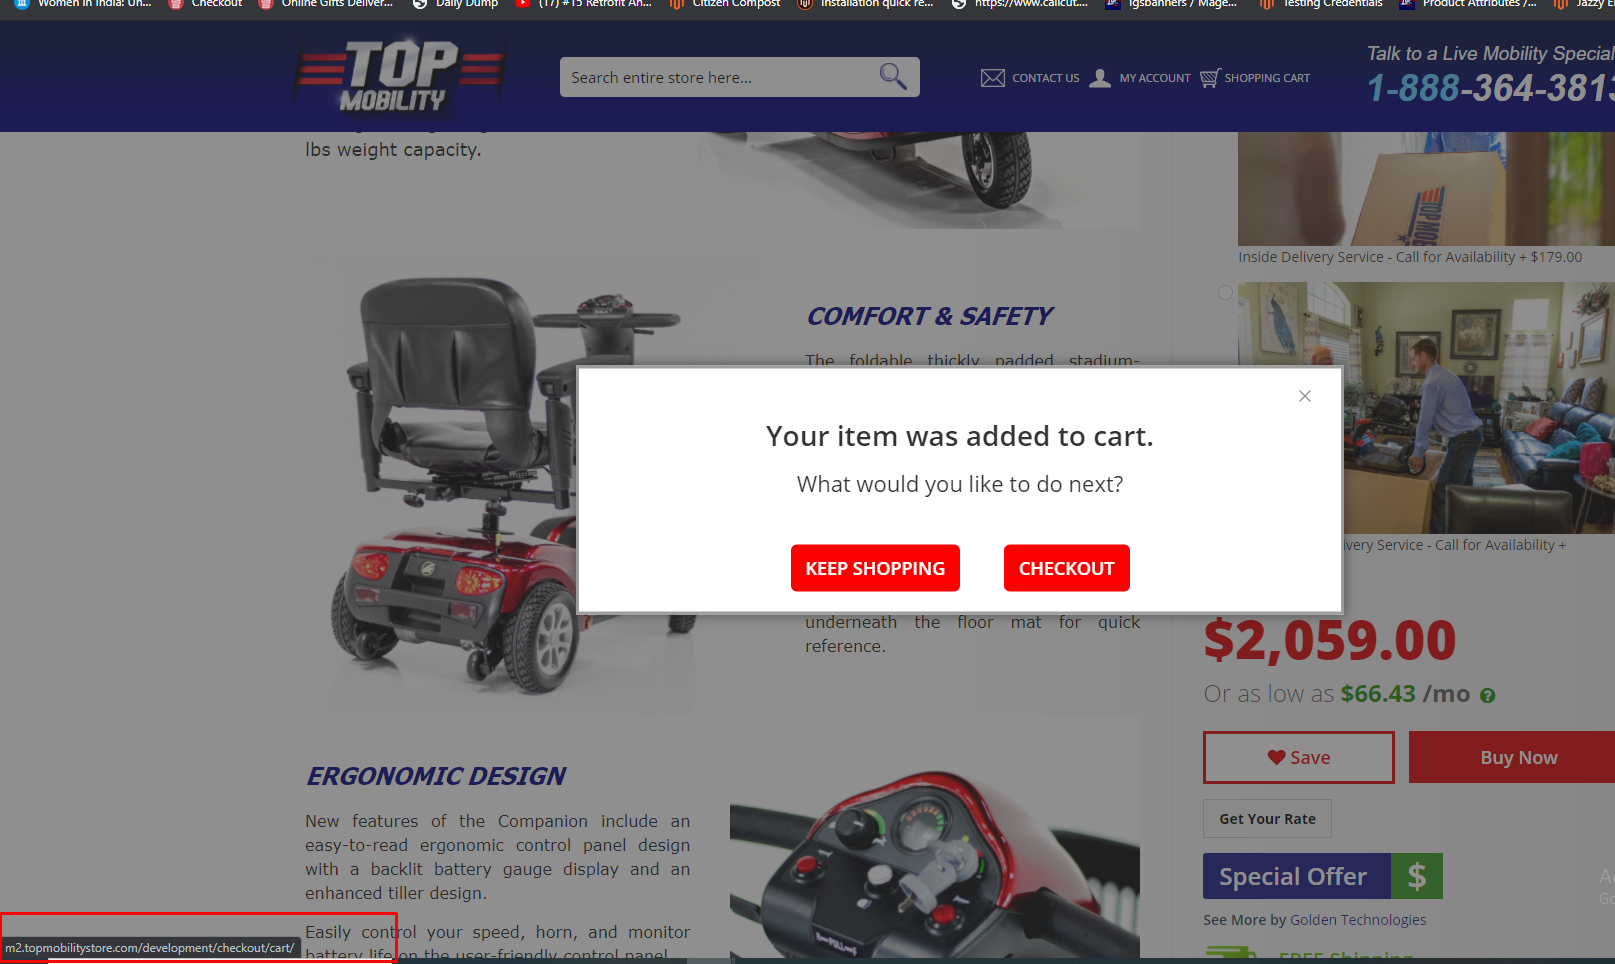 Women in India: Un...
Checkout
Online Gifts Deliver...
Daily Dump
(17) #15 Retrofit An...
Citizen Compost
Installation quick re...
https://www.callcut....
igsbanners / Mage...
Testing Credentials
Product Attributes /...
Jazzy
TOP
MOBILITY
Search entire store here...
CONTACT US
MY ACCOUNT
SHOPPING CART
Talk to a Live Mobility Special
1-888-364-3813
lbs weight capacity.
TOP MOB
Inside Delivery Service - Call for Availability + $179.00
COMFORT & SAFETY
The foldable thickly padded stadium-
Your item was added to cart.
What would you like to do next?
KEEP SHOPPING
CHECKOUT
ivery Service - Call for Availability +
underneath the floor mat for quick
reference.
$2,059.00
Or as low as $66.43 /mo ?
Save
Buy Now
Get Your Rate
Special Offer $
See More by Golden Technologies
FREE Shipping
ERGONOMIC DESIGN
New features of the Companion include an
easy-to-read ergonomic control panel design
with a backlit battery gauge display and an
enhanced tiller design.
Easily control your speed, horn, and monitor
battery life on the user-friendly control panel
m2.topmobilitystore.com/development/checkout/cart/